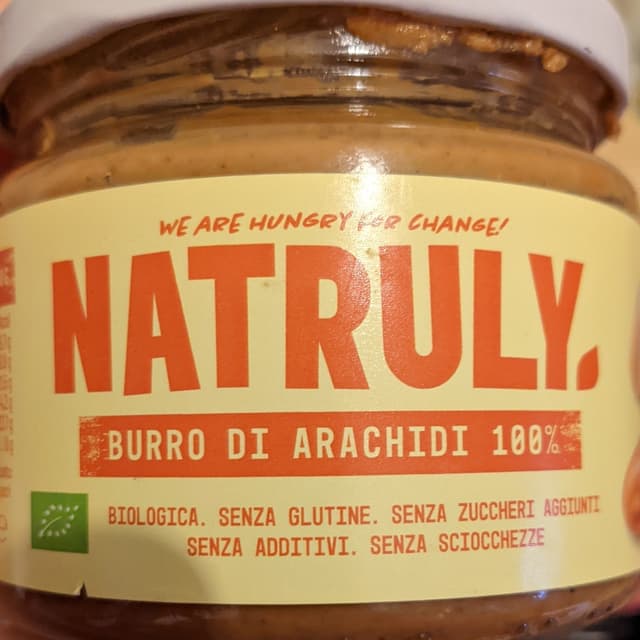 WE ARE HUNGRY FOR CHANGE!
NATRULY.
BURRO DI ARACHIDI 100%
BIOLOGICA. SENZA GLUTINE. SENZA ZUCCHERI AGGIUNTI
SENZA ADDITIVI. SENZA SCIOCCHEZZE